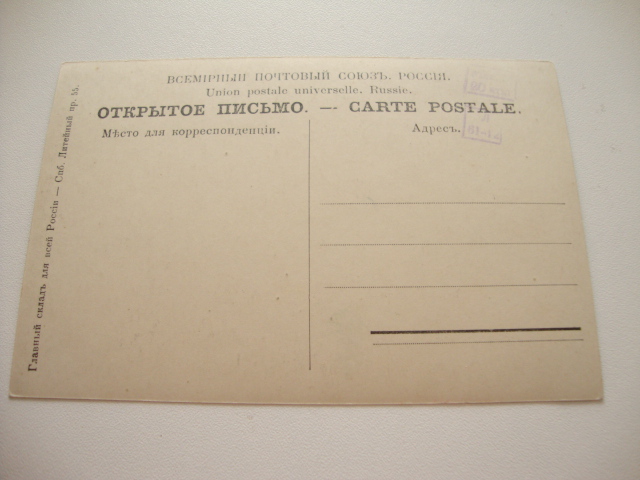 ВСЕМІРНЫЙ ПОЧТОВЫЙ СОЮЗЪ. РОССІЯ.
Union postale universelle. Russie.
ОТКРЫТОЕ ПИСЬМО. — CARTE POSTALE.
Мѣсто для корреспонденціи.
Адресъ.
Главный складъ для всей Россіи — Спб. Литейный пр. 55.